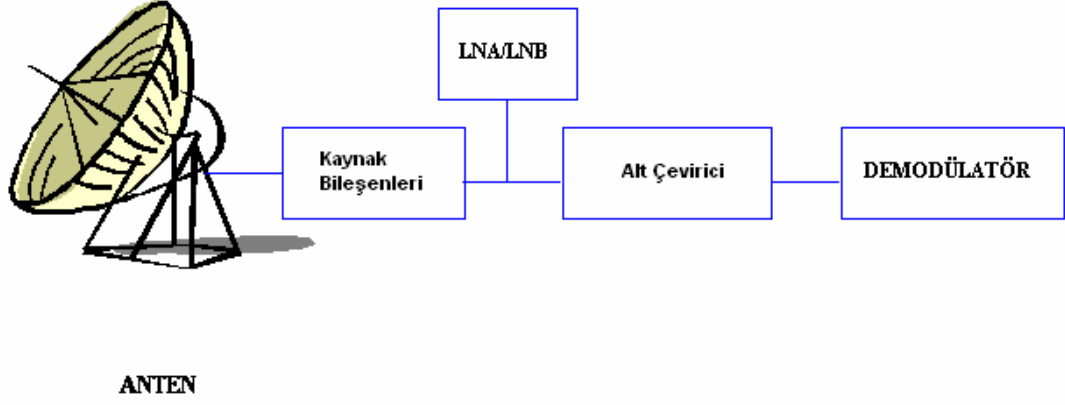 LNA/LNB
Kaynak
Bileşenleri
Alt Çevirici
DEMODÜLATÖR
ANTEN